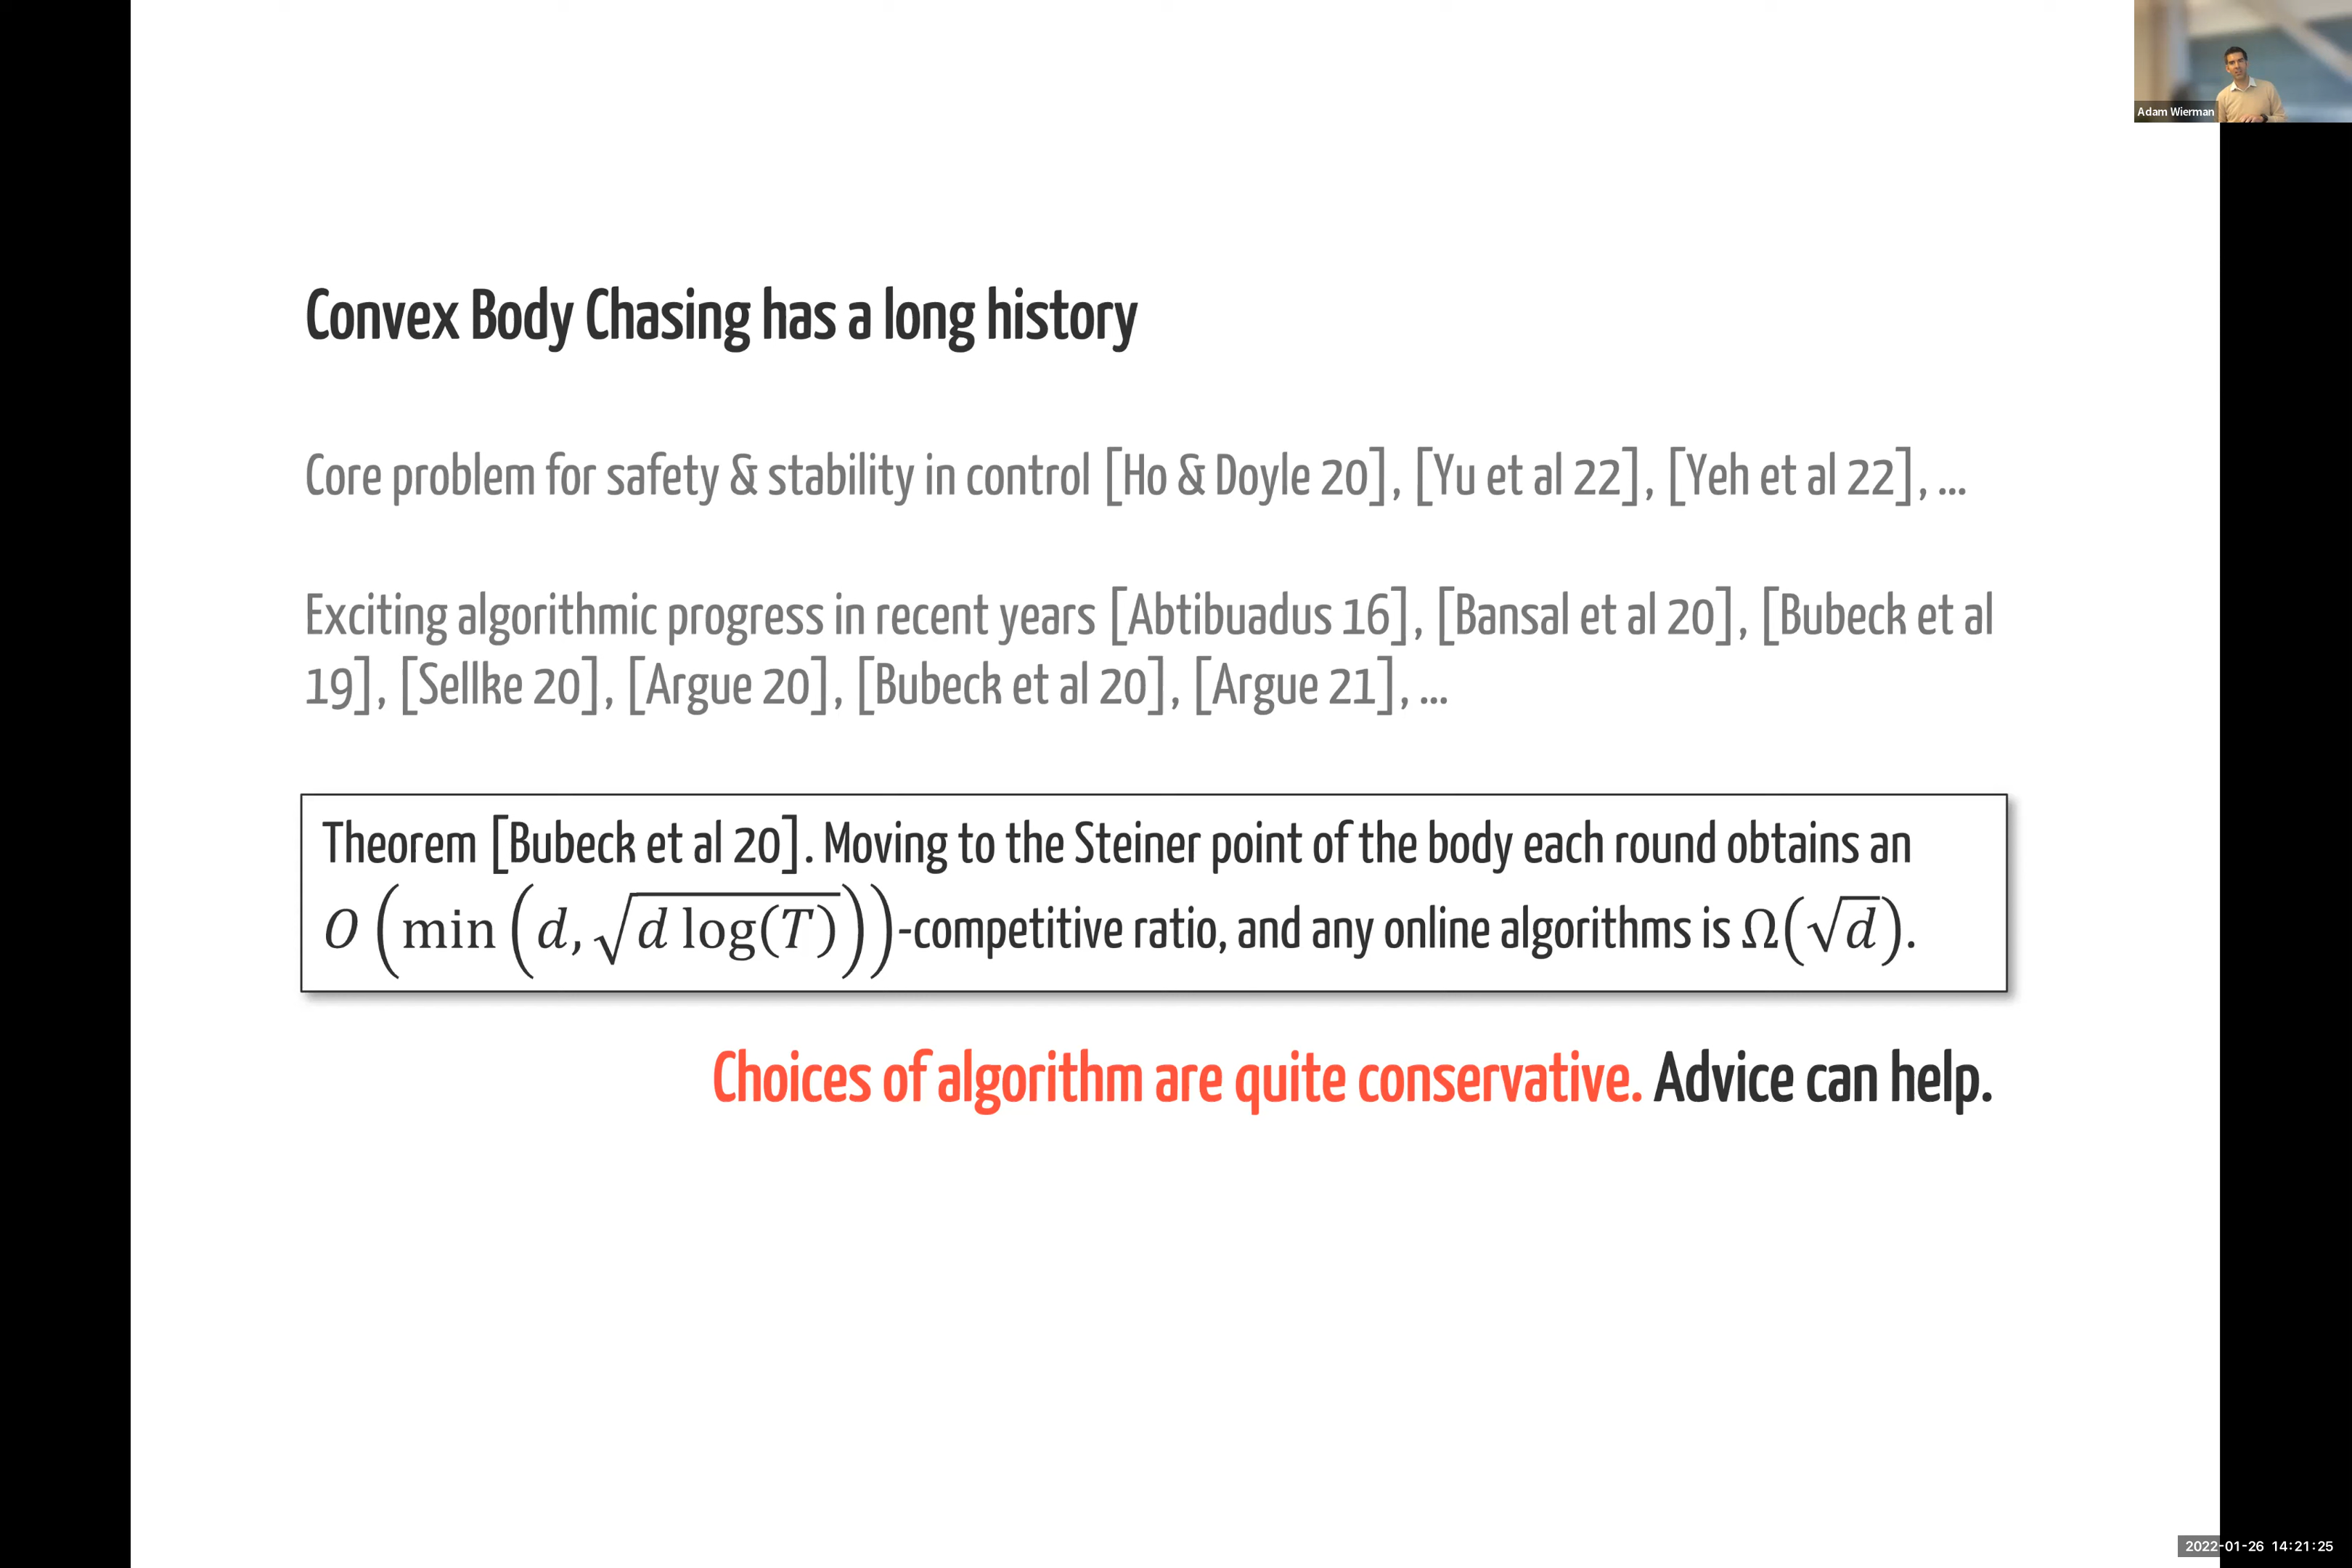 Adam Wierman
Convex Body Chasing has a long history
Core problem for safety & stability in control [Ho & Doyle 20], [Yu et al 22], [Yeh et al 22], ...
Exciting algorithmic progress in recent years [Abtibuadus 16], [Bansal et al 20], [Bubeck et al
19], [Sellke 20], [Argue 20], [Bubeck et al 20], [Argue 21], ...
Theorem [Bubeck et al 20]. Moving to the Steiner point of the body each round obtains an
O(min(d, √(d log(T))))-competitive ratio, and any online algorithms is Ω(√d).
Choices of algorithm are quite conservative. Advice can help.
2022-01-26 14:21:25